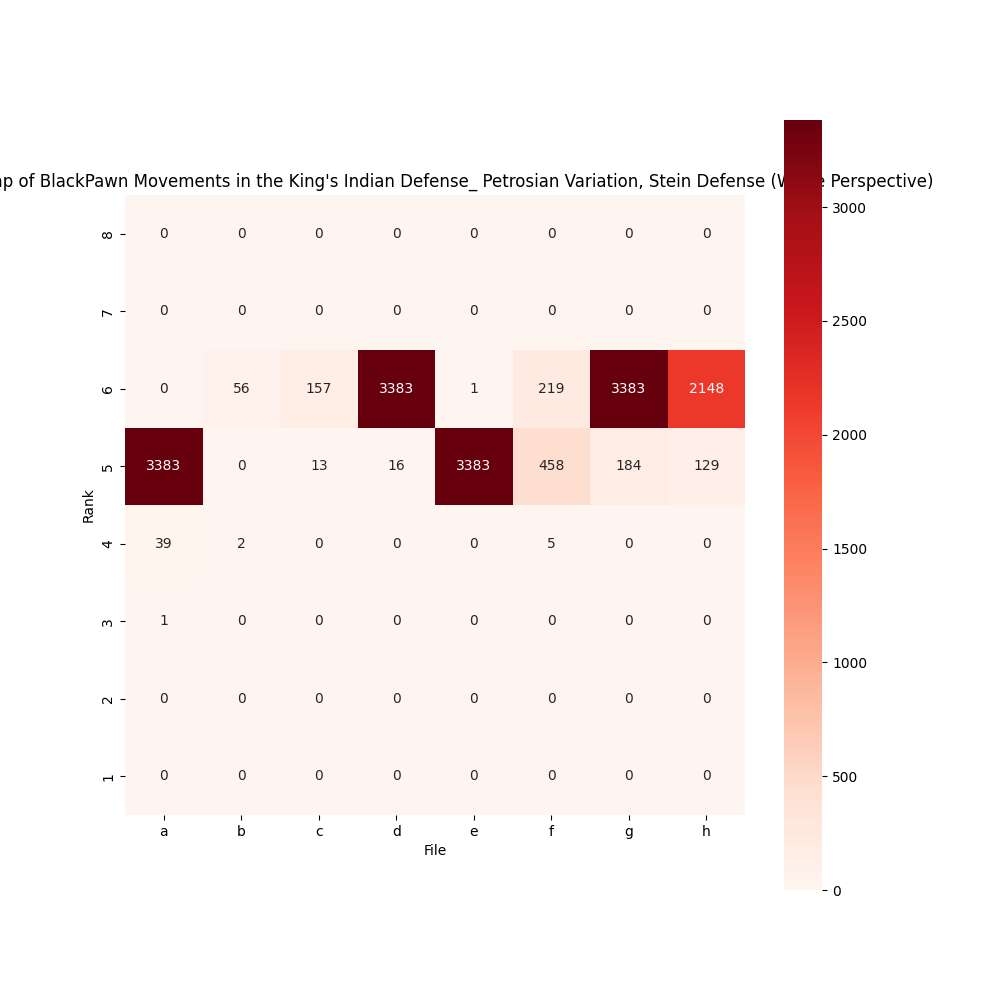 p of BlackPawn Movements in the King's Indian Defense_ Petrosian Variation, Stein Defense (W e Perspective)
8 0 0 0 0 0 0 0 0
7 0 0 0 0 0 0 0 0
6 0 56 157 3383 1 219 3383 2148
5 3383 0 13 16 3383 458 184 129
4 39 2 0 0 0 5 0 0
3 1 0 0 0 0 0 0 0
2 0 0 0 0 0 0 0 0
1 0 0 0 0 0 0 0 0
a b c d e f g h
File
Rank
3000
2500
2000
1500
1000
500
0